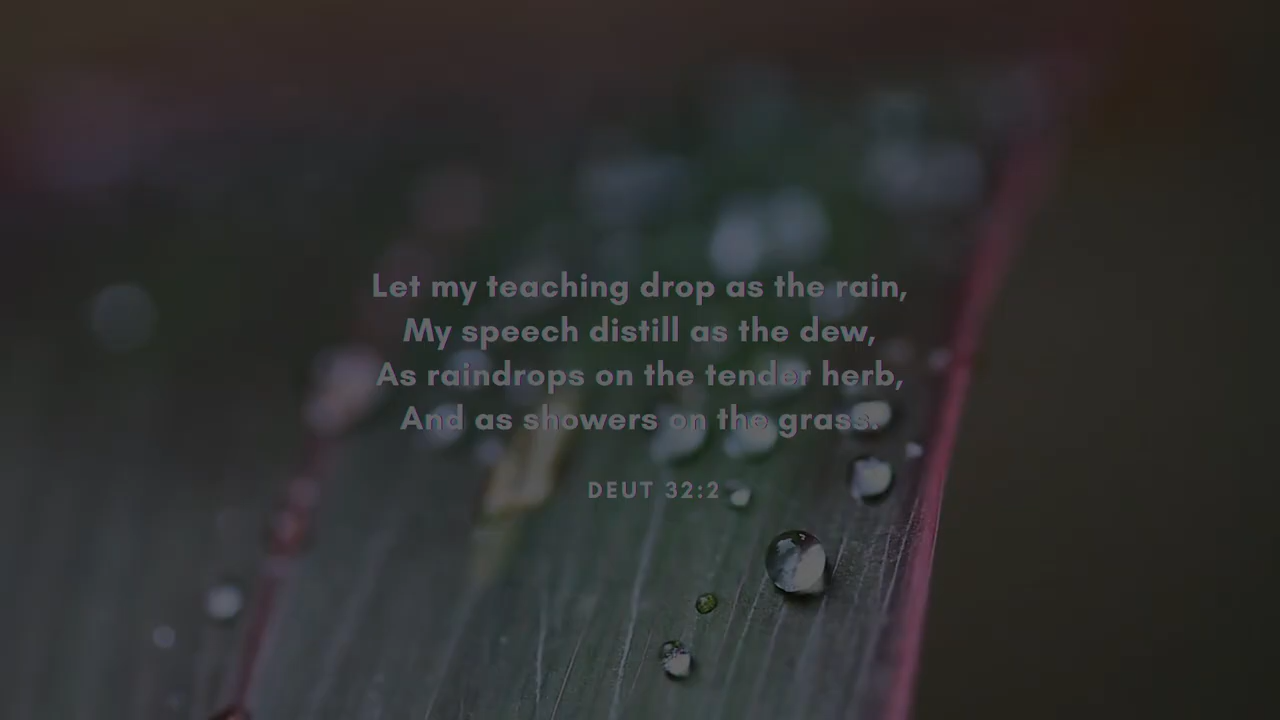 Let my teaching drop as the rain,
My speech distill as the dew,
As raindrops on the tender herb,
And as showers on the grass.
DEUT 32:2